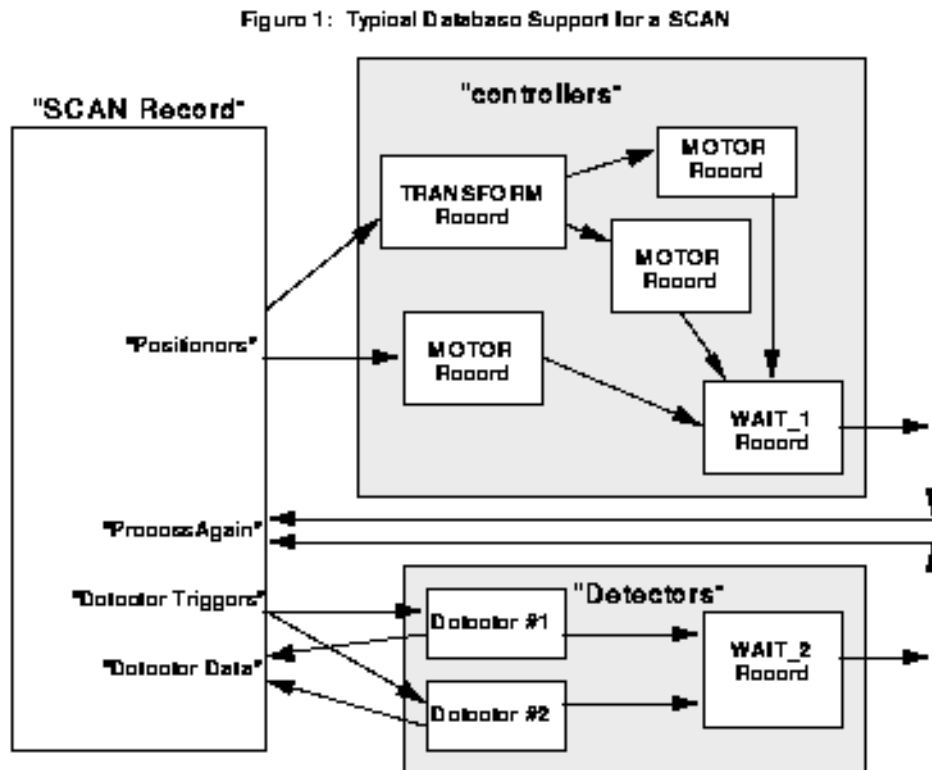 Figure 1: Typical Database Support for a SCAN
"SCAN Record"
"controllers"
MOTOR
Record
TRANSFORM
Record
MOTOR
Record
"Positioners"
MOTOR
Record
WAIT_1
Record
"ProcessAgain"
"Detectors"
"Detector Triggers"
Detector #1
WAIT_2
Record
"Detector Data"
Detector #2